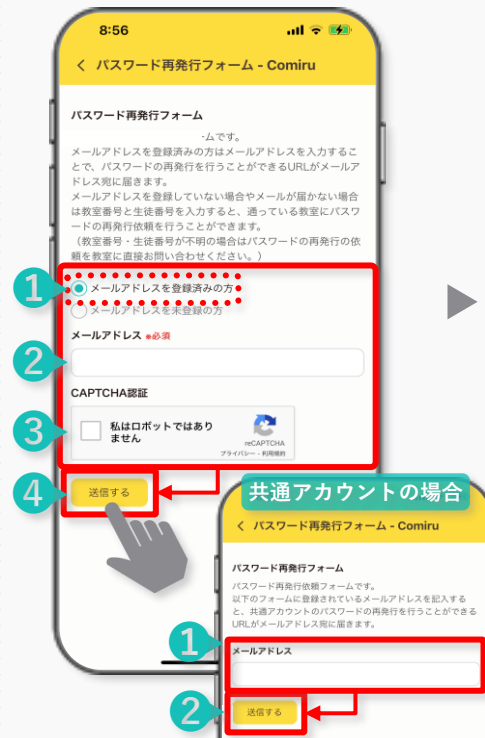 8:56
パスワード再発行フォーム - Comiru
パスワード再発行フォーム
ムです。
メールアドレスを登録済みの方はメールアドレスを入力するこ
とで、パスワードの再発行を行うことができるURLがメールア
ドレス宛に届きます。
メールアドレスを登録していない場合やメールが届かない場合
は教室番号と生徒番号を入力すると、通っている教室にパスワ
ードの再発行依頼を行うことができます。
（教室番号・生徒番号が不明の場合はパスワードの再発行の依
頼を教室に直接お問い合わせください。）
1
メールアドレスを登録済みの方
メールアドレスを未登録の方
メールアドレス ※必須
2
CAPTCHA認証
3
私はロボットではあり
ません
reCAPTCHA
プライバシー - 利用規約
4
送信する
共通アカウントの場合
パスワード再発行フォーム - Comiru
パスワード再発行フォーム
パスワード再発行依頼フォームです。
以下のフォームに登録されているメールアドレスを記入する
と、共通アカウントのパスワードの再発行を行うことができる
URLがメールアドレス宛に届きます。
1
メールアドレス
2
送信する